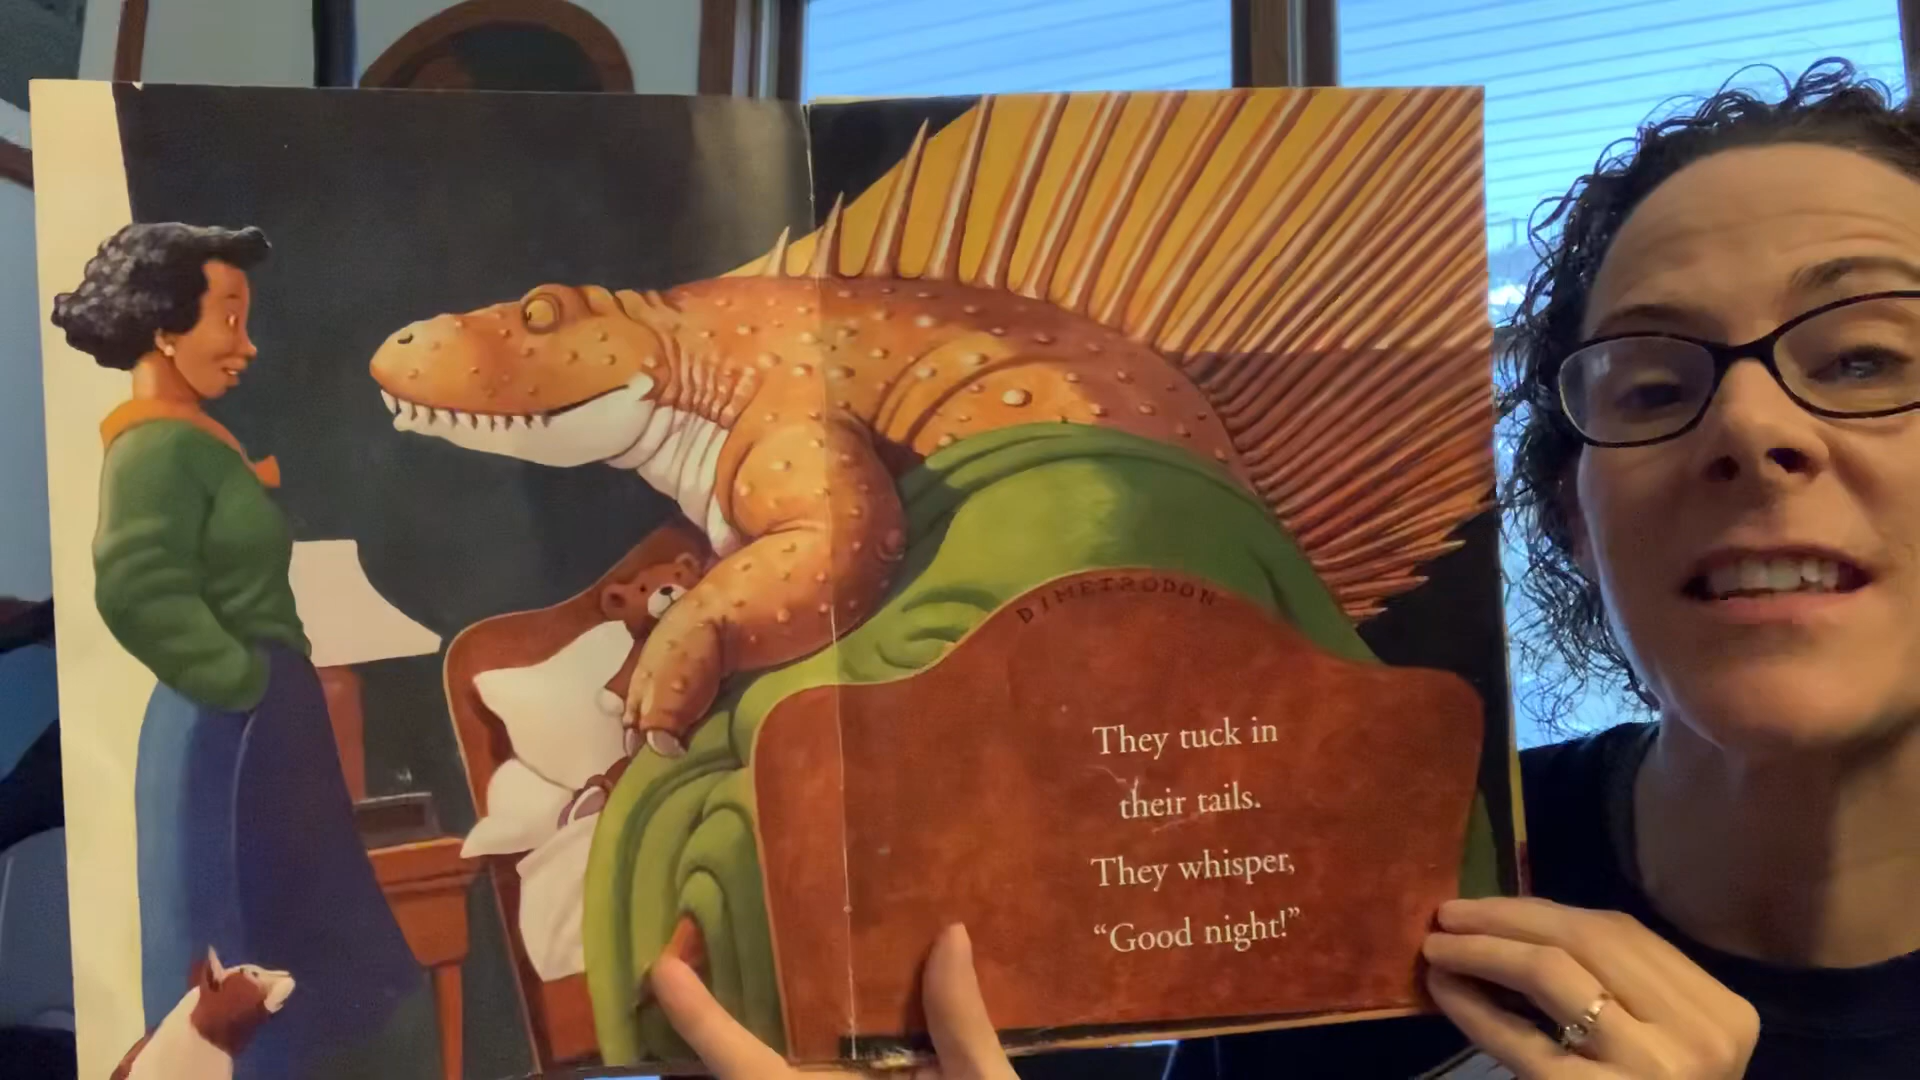 DIMETRODON
They tuck in
their tails.
They whisper,
“Good night!”